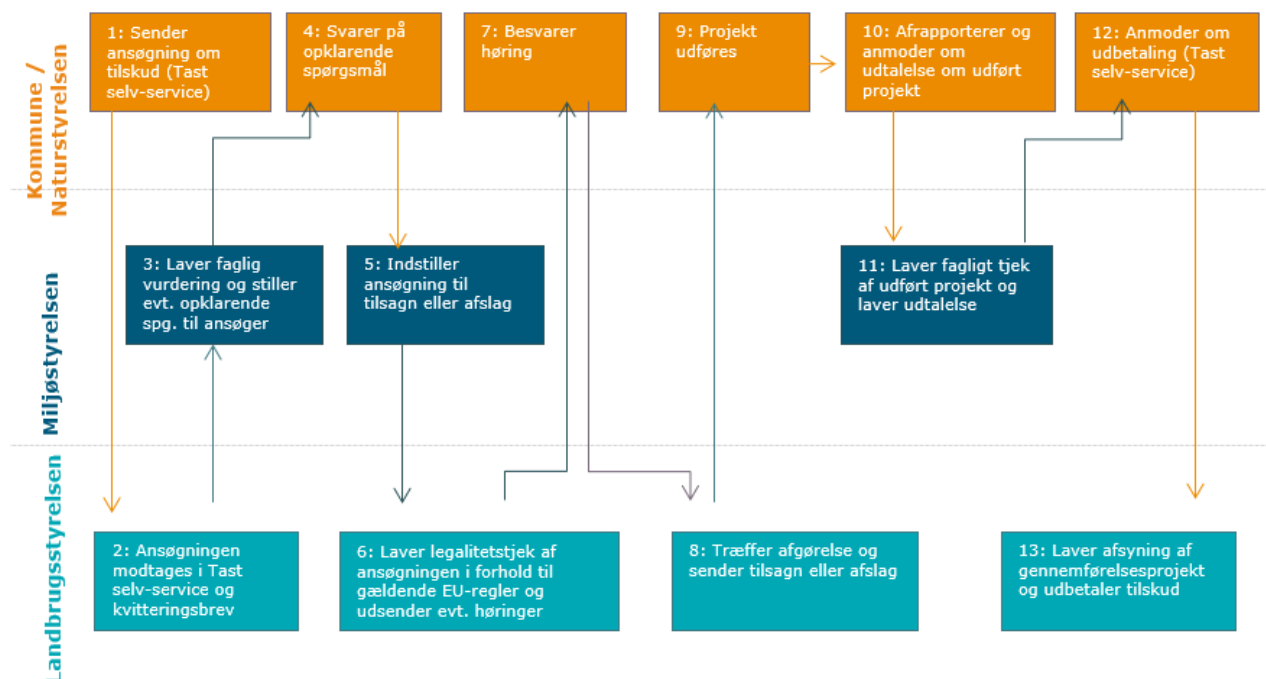 Kommune /
Naturstyrelsen
1: Sender
ansøgning om
tilskud (Tast
selv-service)
4: Svarer på
opklarende
spørgsmål
7: Besvarer
høring
9: Projekt
udføres
10: Afrapporterer og
anmoder om
udtalelse om udført
projekt
12: Anmoder om
udbetaling (Tast
selv-service)
Miljøstyrelsen
3: Laver faglig
vurdering og stiller
evt. opklarende
spg. til ansøger
5: Indstiller
ansøgning til
tilsagn eller afslag
11: Laver fagligt tjek
af udført projekt og
laver udtalelse
Landbrugsstyrelsen
2: Ansøgningen
modtages i Tast
selv-service og
kvitteringsbrev
6: Laver legalitetstjek af
ansøgningen i forhold til
gældende EU-regler og
udsender evt. høringer
8: Træffer afgørelse og
sender tilsagn eller afslag
13: Laver afsyning af
gennemførelsesprojekt
og udbetaler tilskud